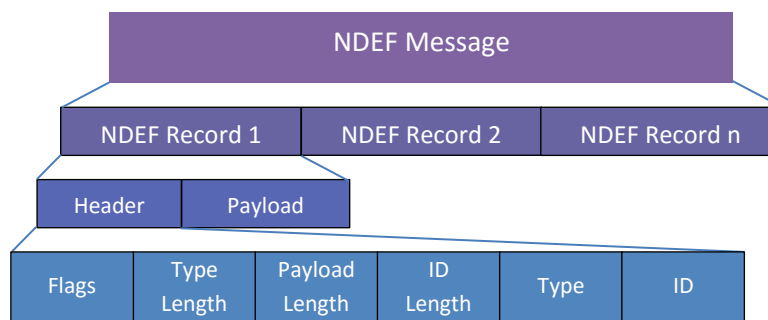 NDEF Message
NDEF Record 1
NDEF Record 2
NDEF Record n
Header
Payload
Flags
Type
Length
Payload
Length
ID
Length
Type
ID